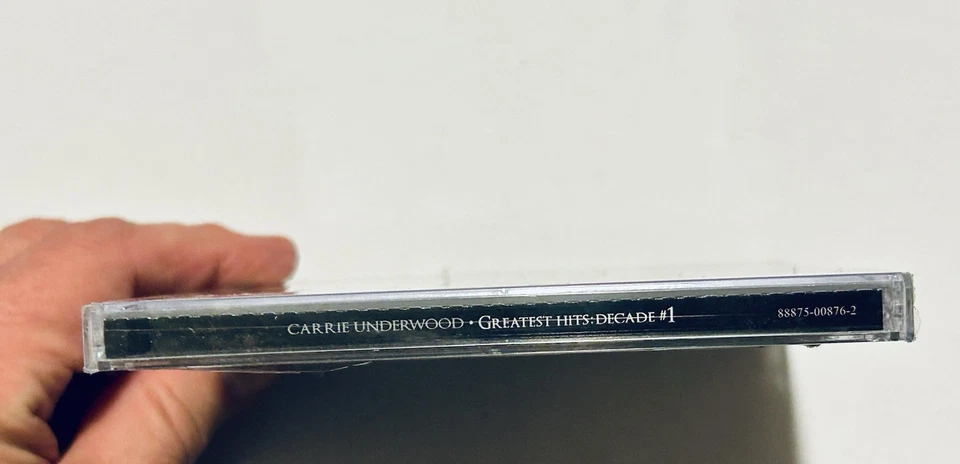 CARRIE UNDERWOOD • GREATEST HITS: DECADE #1 88875-00876-2